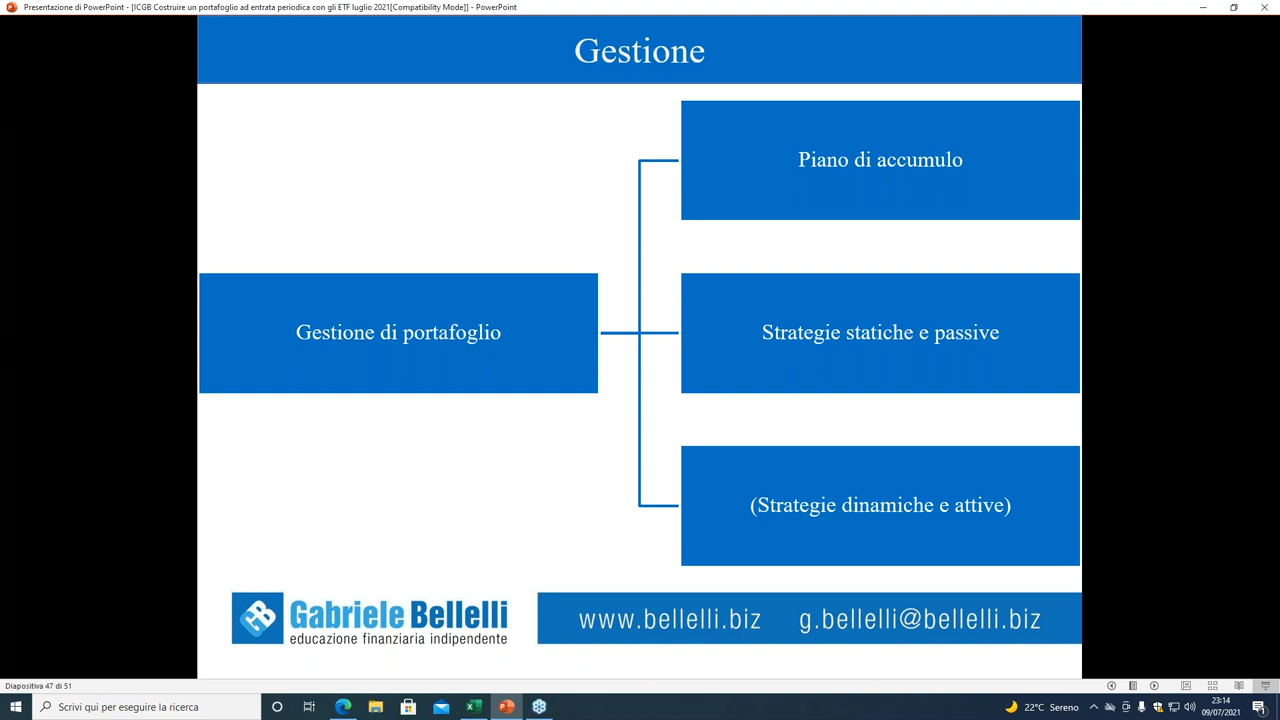 Presentazione di PowerPoint - [ICGB Costruire un portafoglio ad entrata periodica con gli ETF luglio 2021[Compatibility Mode]] - PowerPoint
Gestione
Piano di accumulo
Gestione di portafoglio
Strategie statiche e passive
(Strategie dinamiche e attive)
Gabriele Bellelli
educazione finanziaria indipendente
www.bellelli.biz g.bellelli@bellelli.biz
Diapositiva 47 di 51
Scrivi qui per eseguire la ricerca
22°C Sereno
23:14
09/07/2021